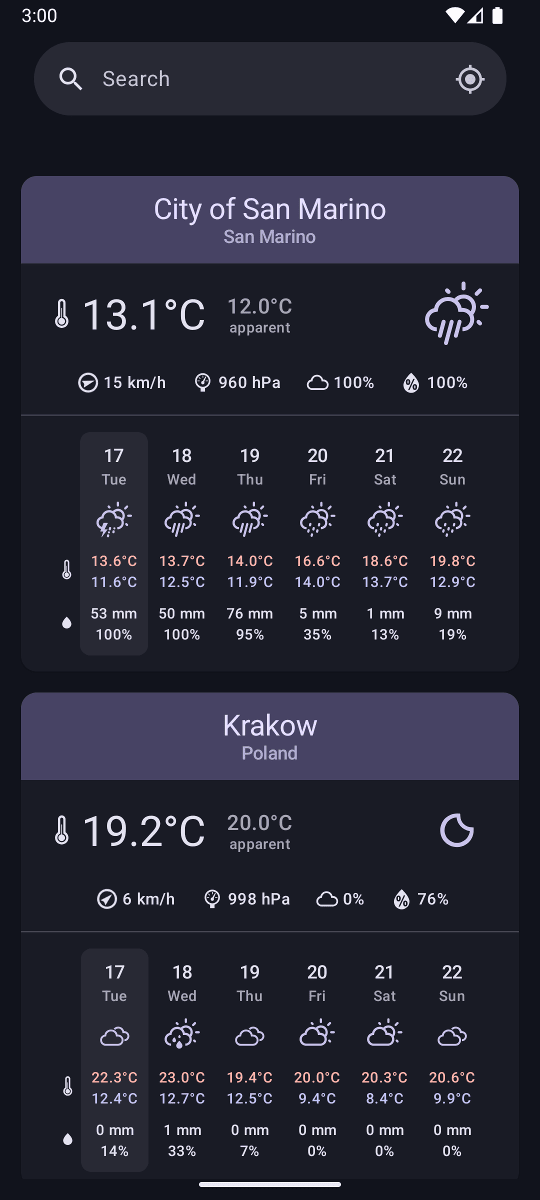 3:00
Search
City of San Marino
San Marino
13.1°C 12.0°C
apparent
15 km/h 960 hPa 100% 100%
17 18 19 20 21 22
Tue Wed Thu Fri Sat Sun
13.6°C 13.7°C 14.0°C 16.6°C 18.6°C 19.8°C
11.6°C 12.5°C 11.9°C 14.0°C 13.7°C 12.9°C
53 mm 50 mm 76 mm 5 mm 1 mm 9 mm
100% 100% 95% 35% 13% 19%
Krakow
Poland
19.2°C 20.0°C
apparent
6 km/h 998 hPa 0% 76%
17 18 19 20 21 22
Tue Wed Thu Fri Sat Sun
22.3°C 23.0°C 19.4°C 20.0°C 20.3°C 20.6°C
12.4°C 12.7°C 12.5°C 9.4°C 8.4°C 9.9°C
0 mm 1 mm 0 mm 0 mm 0 mm 0 mm
14% 33% 7% 0% 0% 0%